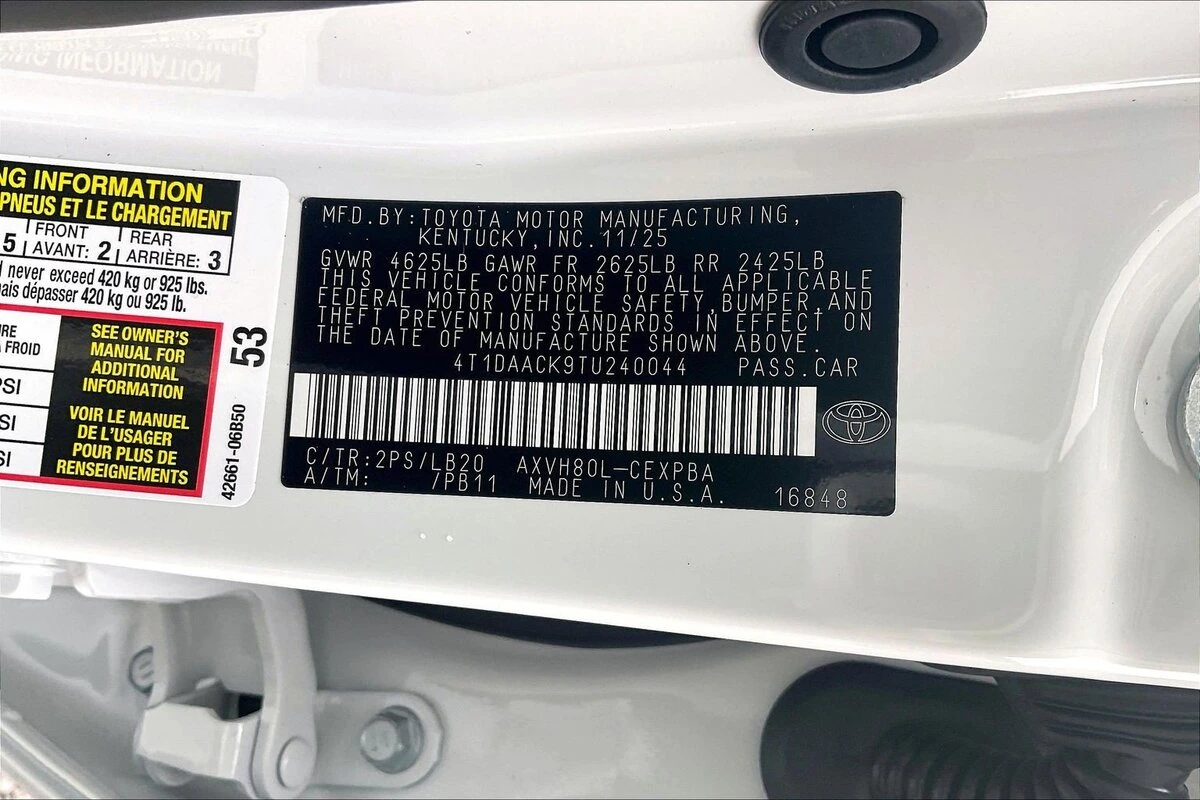 NG INFORMATION
PNEUS ET LE CHARGEMENT
5 | FRONT AVANT: 2 | REAR ARRIÈRE: 3
never exceed 420 kg or 925 lbs.
ais dépasser 420 kg ou 925 lb.
A FROID
PSI
SI
SI
SEE OWNER'S
MANUAL FOR
ADDITIONAL
INFORMATION
VOIR LE MANUEL
DE L'USAGER
POUR PLUS DE
RENSEIGNEMENTS
53
42661-06B50
MFD.BY:TOYOTA MOTOR MANUFACTURING,
KENTUCKY,INC.11/25
GVWR 4625LB GAWR FR 2625LB RR 2425LB
THIS VEHICLE CONFORMS TO ALL APPLICABLE
FEDERAL MOTOR VEHICLE SAFETY,BUMPER,AND
THEFT PREVENTION STANDARDS IN EFFECT ON
THE DATE OF MANUFACTURE SHOWN ABOVE.
4T1DAACK9TU240044 PASS.CAR
C/TR:2PS/LB20 AXVH80L-CEXPBA
A/TM: /PB11 MADE IN U.S.A. 16848